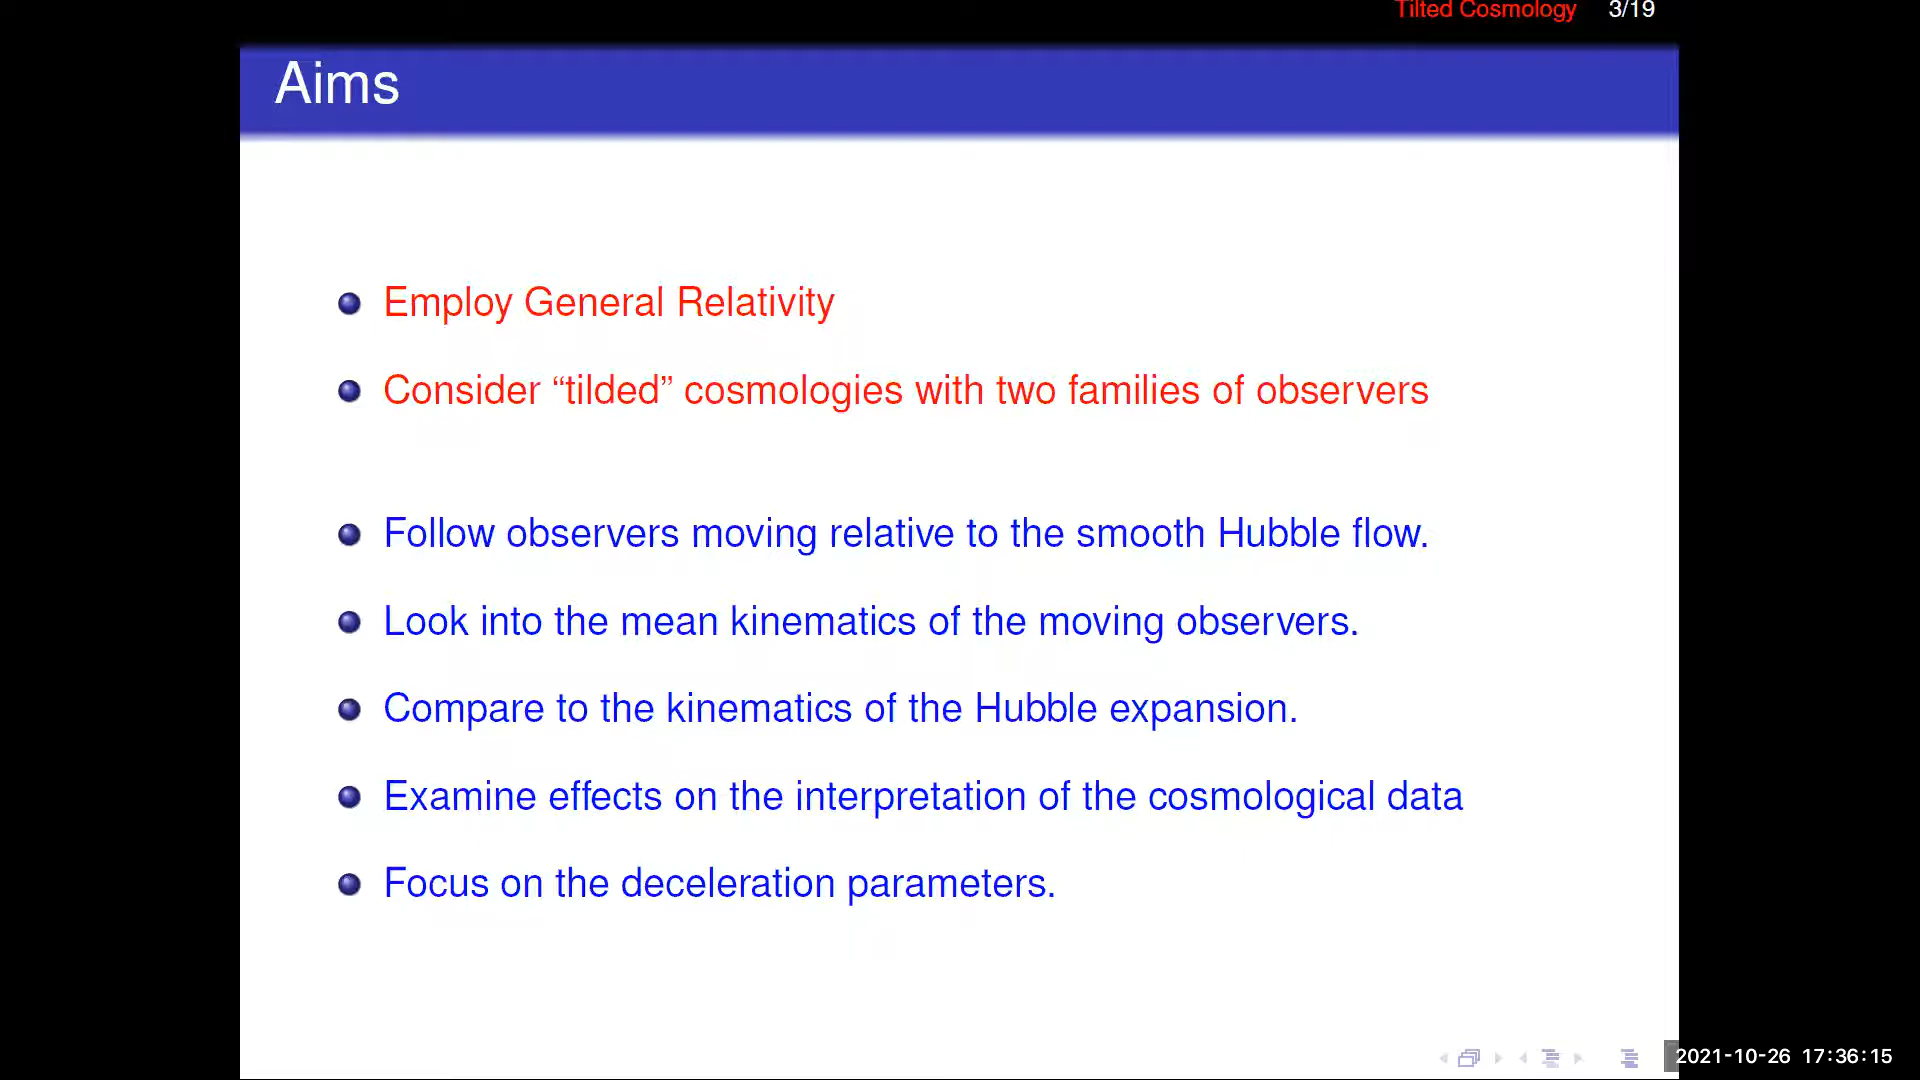 Tilted Cosmology 3/19
Aims
Employ General Relativity
Consider “tilded” cosmologies with two families of observers
Follow observers moving relative to the smooth Hubble flow.
Look into the mean kinematics of the moving observers.
Compare to the kinematics of the Hubble expansion.
Examine effects on the interpretation of the cosmological data
Focus on the deceleration parameters.
2021-10-26 17:36:15